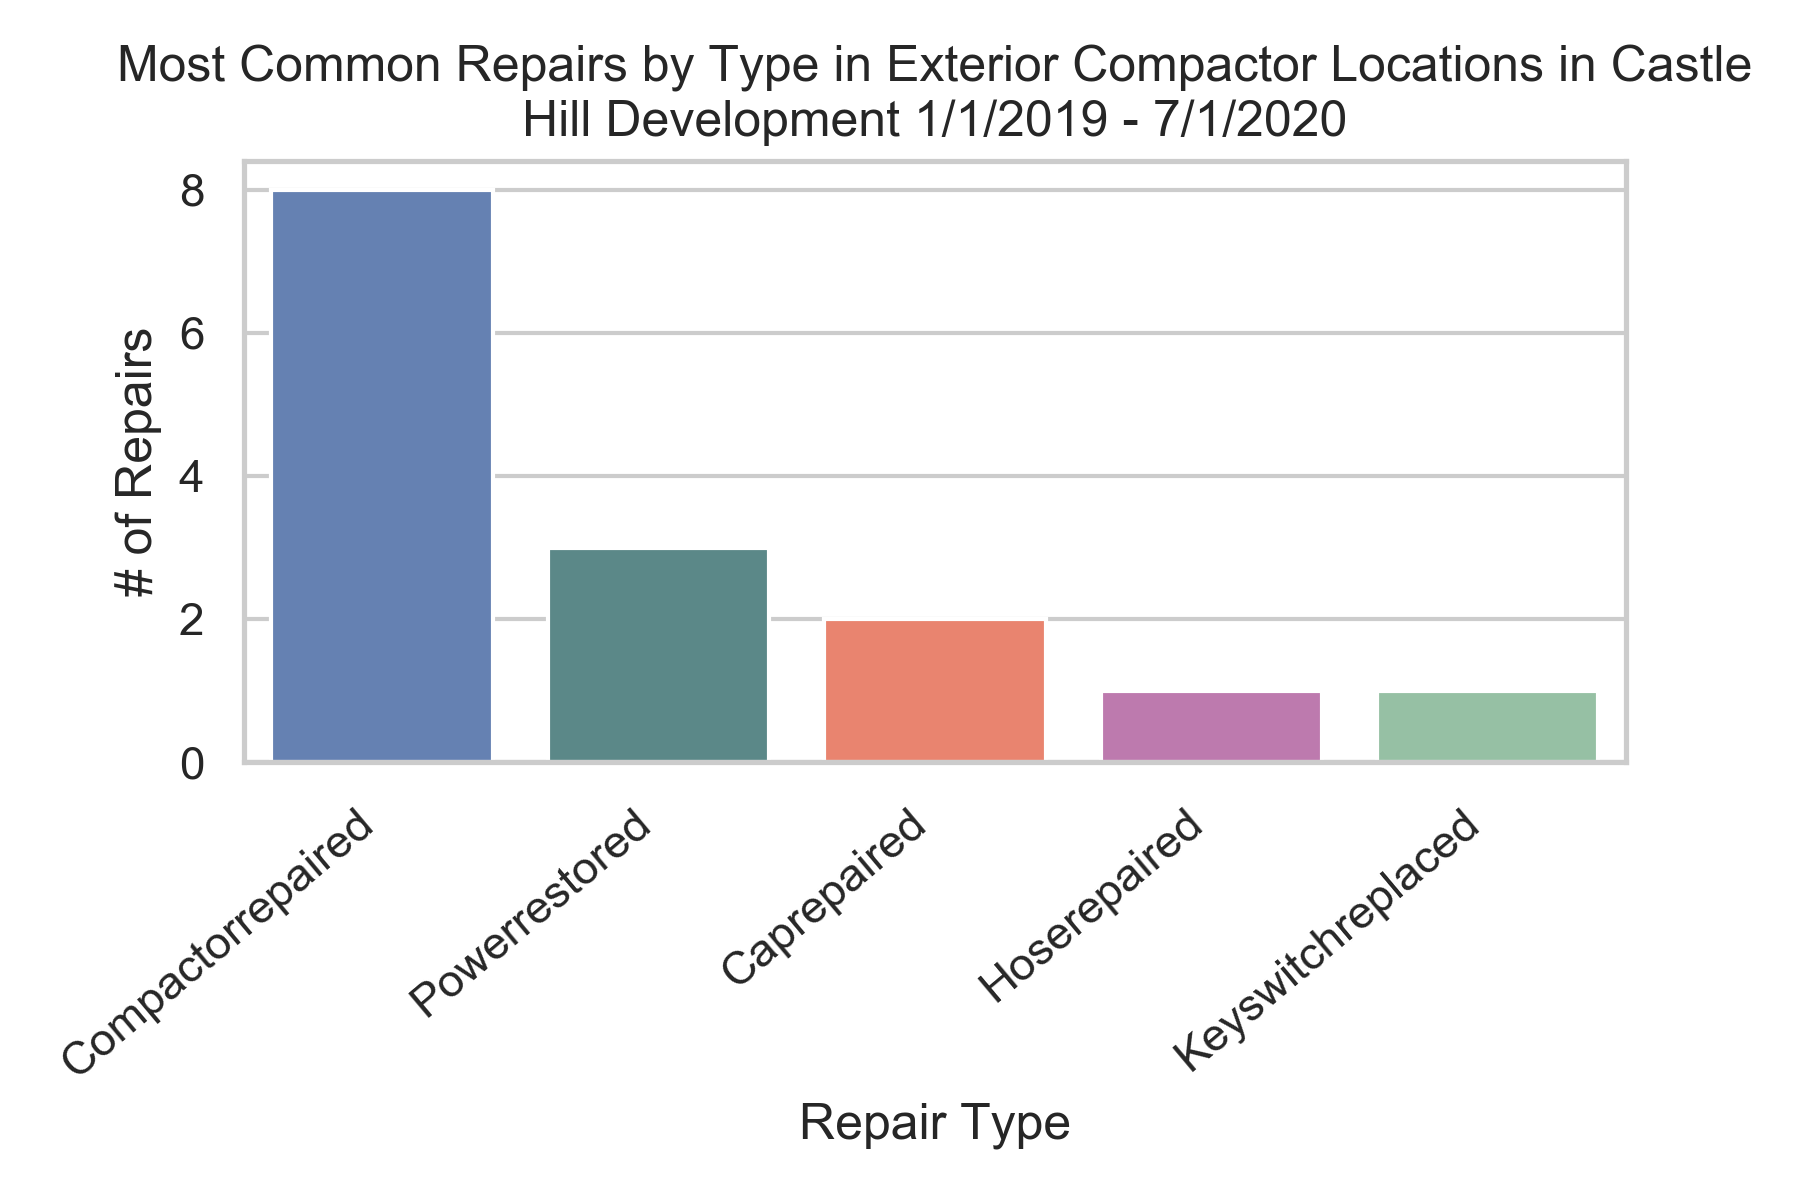 Most Common Repairs by Type in Exterior Compactor Locations in Castle
Hill Development 1/1/2019 - 7/1/2020
# of Repairs
8
6
4
2
0
Compactorrepaired
Powerrestored
Caprepaired
Hoserepaired
Keyswitchreplaced
Repair Type